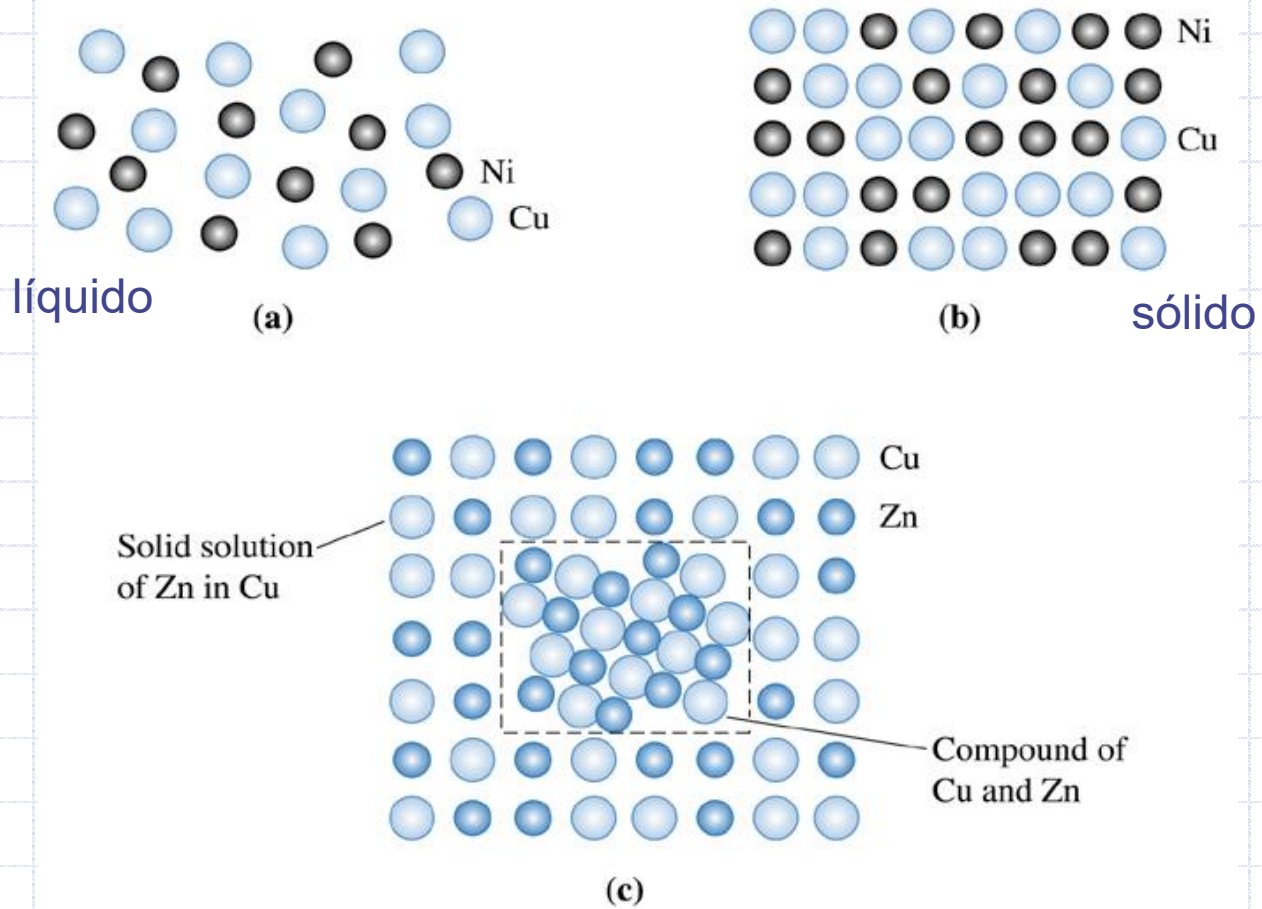 Ni
Cu
líquido
(a)
Ni
Cu
(b)
sólido
Cu
Zn
Solid solution
of Zn in Cu
Compound of
Cu and Zn
(c)